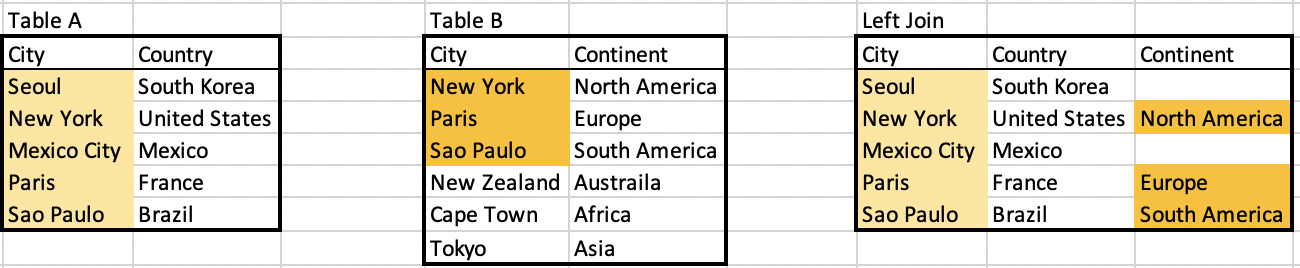 Table A Table B Left Join
City Country City Continent City Country Continent
Seoul South Korea New York North America Seoul South Korea
New York United States Paris Europe New York United States North America
Mexico City Mexico Sao Paulo South America Mexico City Mexico
Paris France New Zealand Austraila Paris France Europe
Sao Paulo Brazil Cape Town Africa Sao Paulo Brazil South America
Tokyo Asia